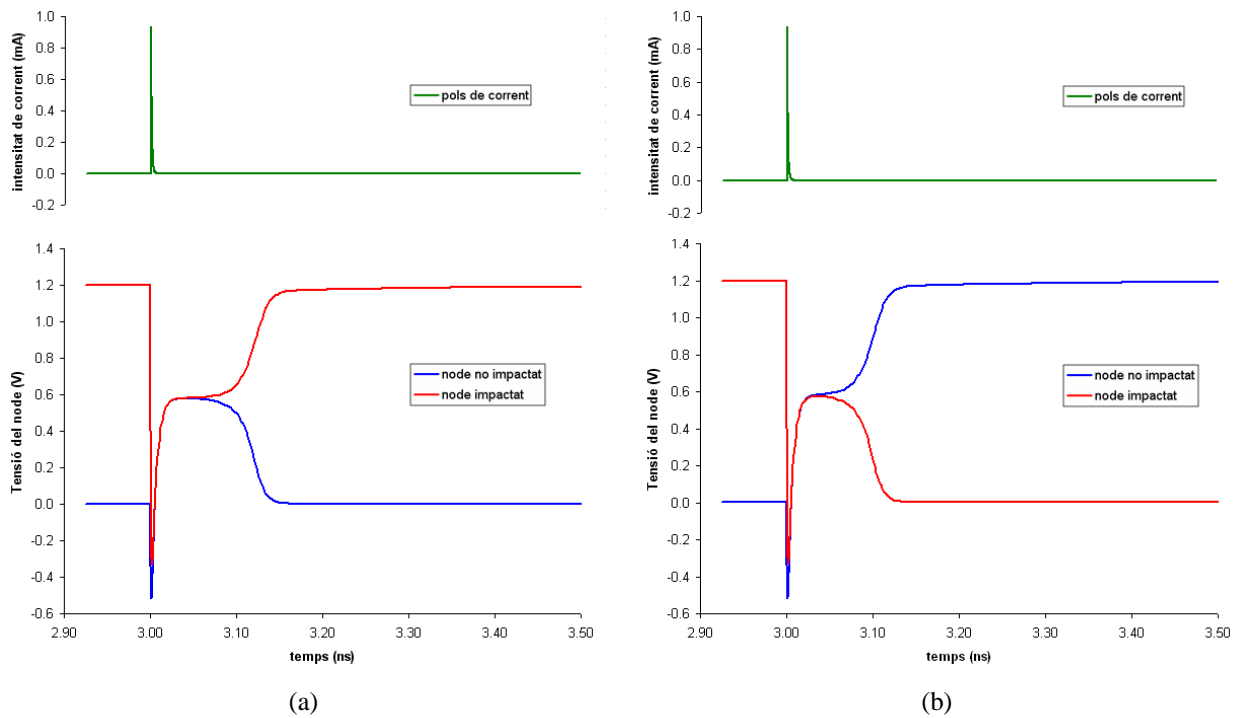 intensitat de corrent (mA)
1.0
0.8
0.6
0.4
0.2
0.0
-0.2
pols de corrent
Tensió del node (V)
1.4
1.2
1.0
0.8
0.6
0.4
0.2
0.0
-0.2
-0.4
-0.6
node no impactat
node impactat
2.90 3.00 3.10 3.20 3.30 3.40 3.50
temps (ns)
(a)
intensitat de corrent (mA)
1.0
0.8
0.6
0.4
0.2
0.0
-0.2
pols de corrent
Tensió del node (V)
1.4
1.2
1.0
0.8
0.6
0.4
0.2
0.0
-0.2
-0.4
-0.6
node no impactat
node impactat
2.90 3.00 3.10 3.20 3.30 3.40 3.50
temps (ns)
(b)